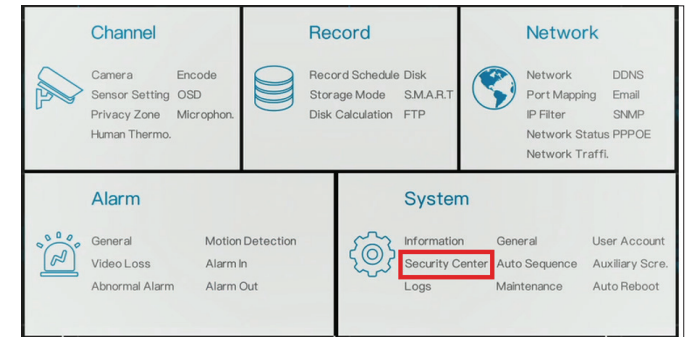 Channel
Camera Encode
Sensor Setting OSD
Privacy Zone Microphon.
Human Thermo.
Record
Record Schedule Disk
Storage Mode S.M.A.R.T
Disk Calculation FTP
Network
Network DDNS
Port Mapping Email
IP Filter SNMP
Network Status PPPOE
Network Traffi.
Alarm
General Motion Detection
Video Loss Alarm In
Abnormal Alarm Alarm Out
System
Information General User Account
Security Center Auto Sequence Auxiliary Scre.
Logs Maintenance Auto Reboot